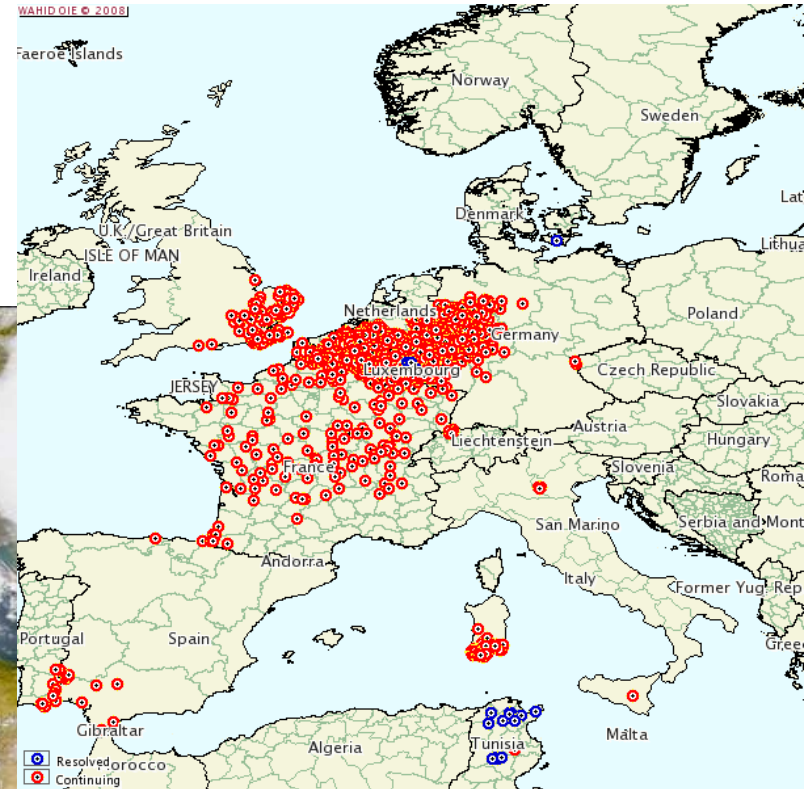 WAHID OIE © 2008
Faeroe Islands
Norway
Sweden
Lat
Denmark
U.K./Great Britain
ISLE OF MAN
Ireland
Lithua
Netherlands
Poland
Germany
Luxembourg
Czech Republic
JERSEY
Slovakia
Austria
Liechtenstein
Hungary
France
Slovenia
Roma
San Marino
Serbia and Mont
Andorra
Italy
Former Yug. Rep
Portugal
Spain
Greec
Gibraltar
Malta
Algeria
Tunisia
Resolved
Morocco
Continuing